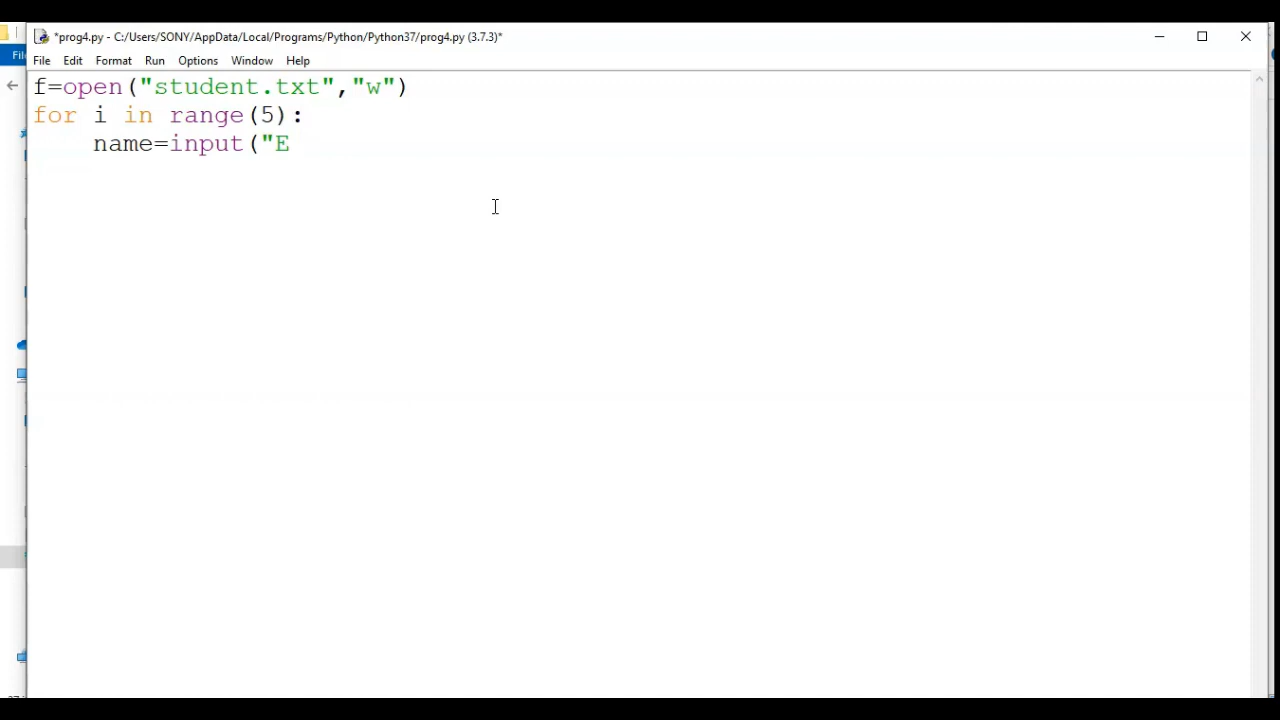 *prog4.py - C:/Users/SONY/AppData/Local/Programs/Python/Python37/prog4.py (3.7.3)*
File Edit Format Run Options Window Help
f=open("student.txt","w")
for i in range(5):
    name=input("E